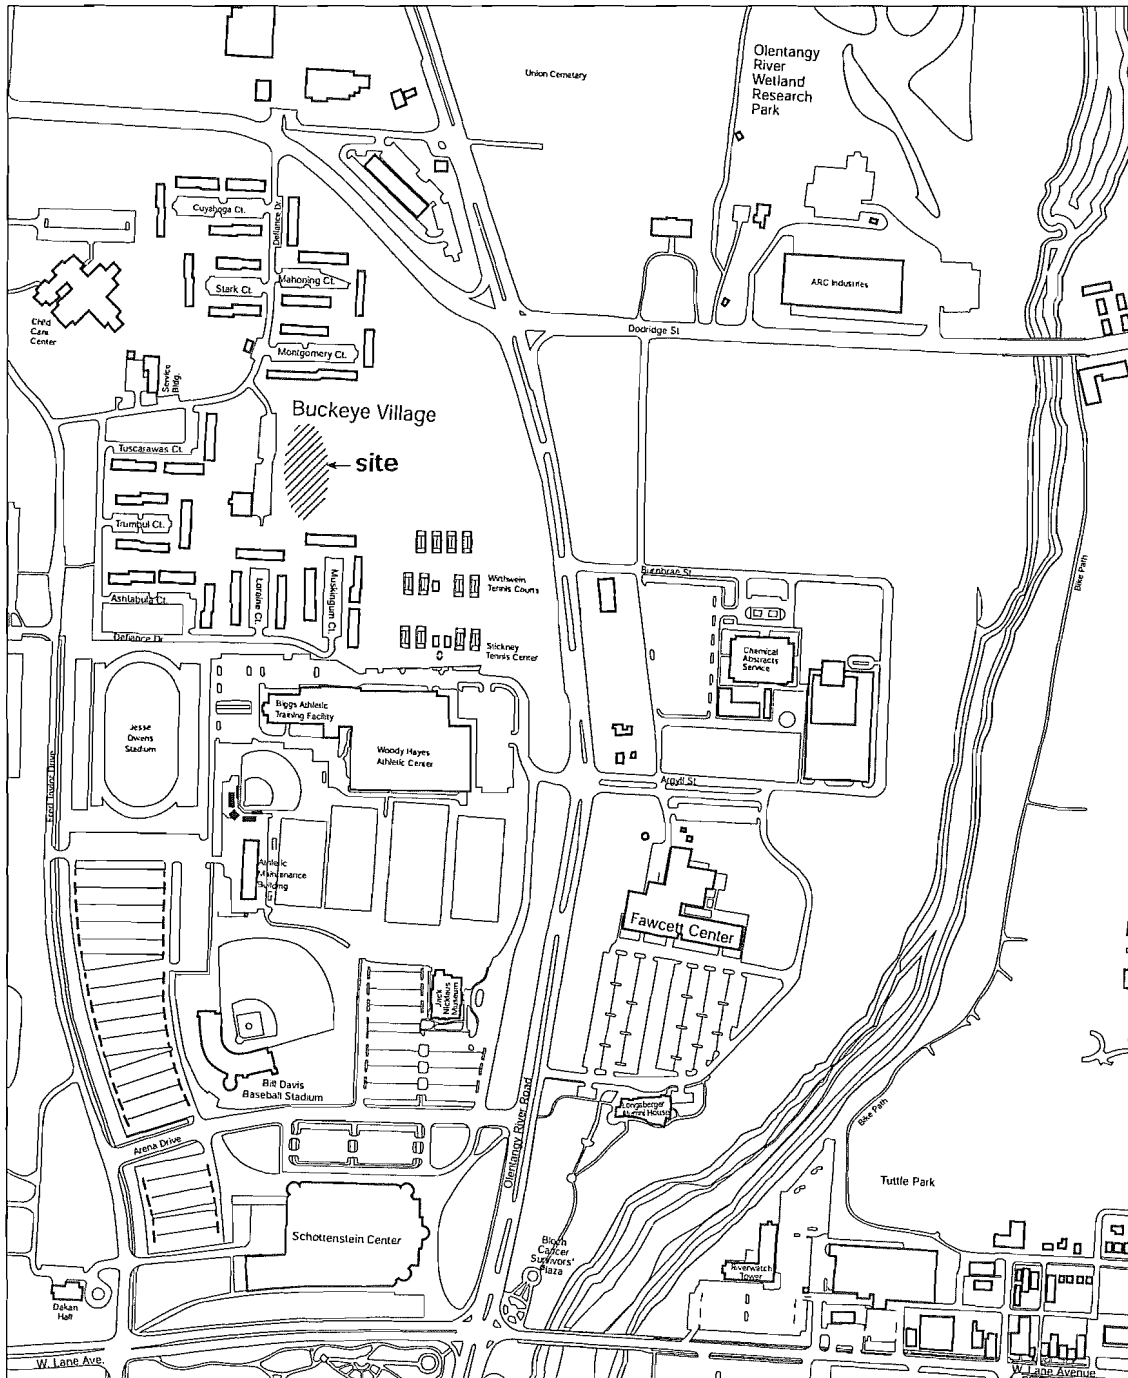 Union Cemetery
Olentangy
River
Wetland
Research
Park
Cuyahoga Ct.
Defiance Dr.
Stark Ct.
Mahoning Ct.
ARC Industries
Child
Care
Center
Dodridge St
Montgomery Ct.
Service
Bldg.
Buckeye Village
site
Tuscarawas Ct.
Trumbul Ct.
Ashtabula Ct.
Lorraine Ct.
Muskingum Ct.
Defiance Dr
Tennis Courts
Stickney
Tennis Center
Bike Path
Chemical
Abstracts
Service
Biggs Athletic
Training Facility
Jesse
Owens
Stadium
Woody Hayes
Athletic Center
Fred Taylor Drive
Argyll St
Athletic
Maintenance
Building
Fawcett Center
Jack
Nicklaus
Museum
Bill Davis
Baseball Stadium
Longaberger
Alumni House
Olentangy River Road
Bike Path
Arena Drive
Tuttle Park
Schottenstein Center
Bloch
Cancer
Survivors'
Plaza
Riverwatch
Tower
Dakan
Hall
W. Lane Ave.
W. Lane Avenue